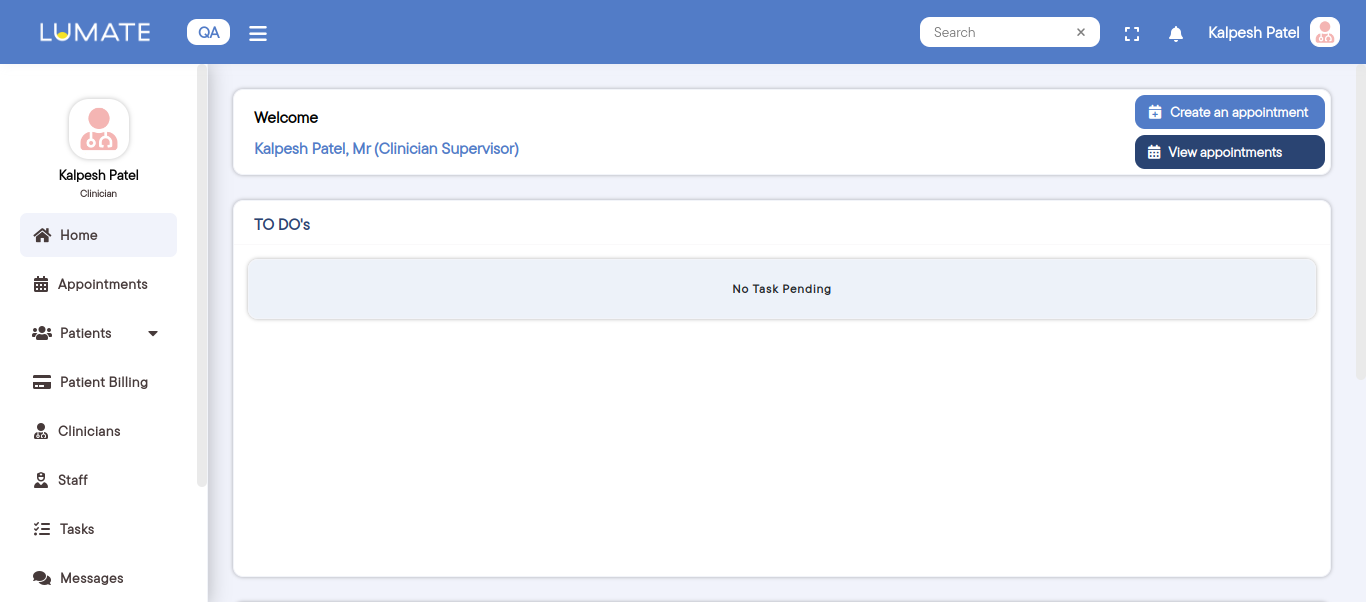 LUMATE
QA
Search
Kalpesh Patel
Kalpesh Patel
Clinician
Home
Appointments
Patients
Patient Billing
Clinicians
Staff
Tasks
Messages
Welcome
Kalpesh Patel, Mr (Clinician Supervisor)
Create an appointment
View appointments
TO DO's
No Task Pending